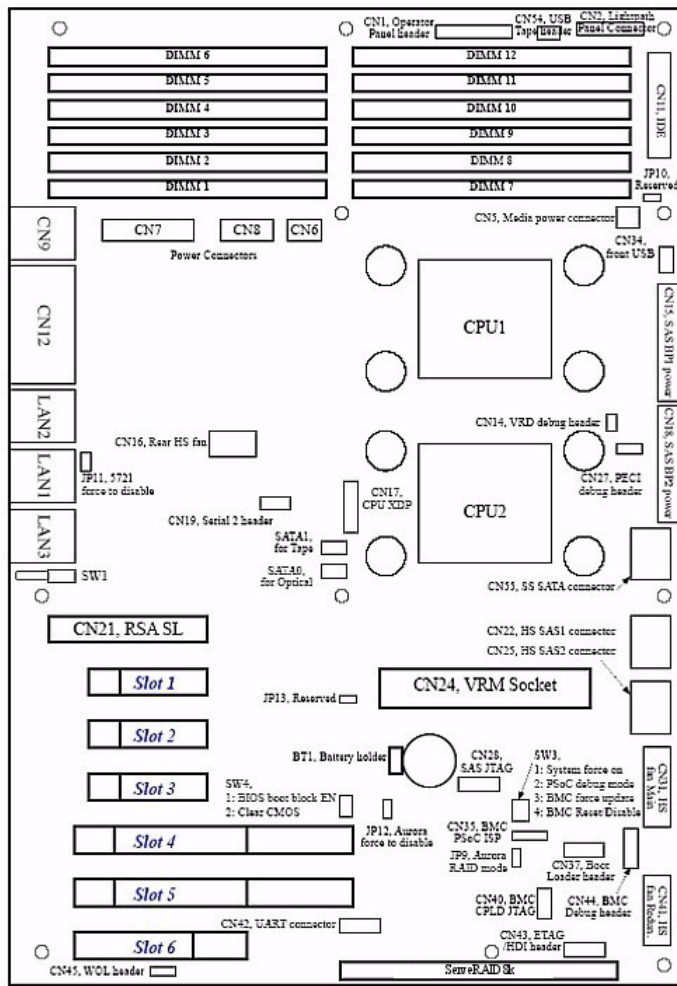 CN1, Operator
Panel header
CN54, USB
Tape header
CN2, Lightpath
Panel Connector
DIMM 6
DIMM 12
DIMM 5
DIMM 11
DIMM 4
DIMM 10
DIMM 3
DIMM 9
DIMM 2
DIMM 8
DIMM 1
DIMM 7
CN11, IDE
JP10,
Reserved
CN9
CN7
CN8
CN6
Power Connectors
CN5, Media power connector
CN34,
front USB
CN12
CPU1
CN15, SAS BP1
power
LAN2
CN16, Rear HS fan
CN14, VRD debug header
CN18, SAS BP2
power
LAN1
JP11, 5721
force to disable
CN17,
CPU XDP
CPU2
CN27, PECI
debug header
CN19, Serial 2 header
LAN3
SATA1,
for Tape
SATA0,
for Optical
SW1
CN55, SS SATA connector
CN21, RSA SL
CN22, HS SAS1 connector
CN25, HS SAS2 connector
Slot 1
JP13, Reserved
CN24, VRM Socket
Slot 2
BT1, Battery holder
CN28,
SAS JTAG
SW3,
1: System force on
2: PSoC debug mode
3: BMC force update
4: BMC Reset Disable
CN31, HS
fan Main
Slot 3
SW4,
1: BIOS boot block EN
2: Clear CMOS
JP12, Aurora
force to disable
CN35, BMC
PSoC ISP
JP9, Aurora
RAID mode
CN37, Boot
Loader header
Slot 4
Slot 5
CN40, BMC
CPLD JTAG
CN44, BMC
Debug header
CN41, HS
fan Redun.
CN42, UART connector
Slot 6
CN43, ETAG
/HDI header
CN45, WOL header
ServeRAID 8k